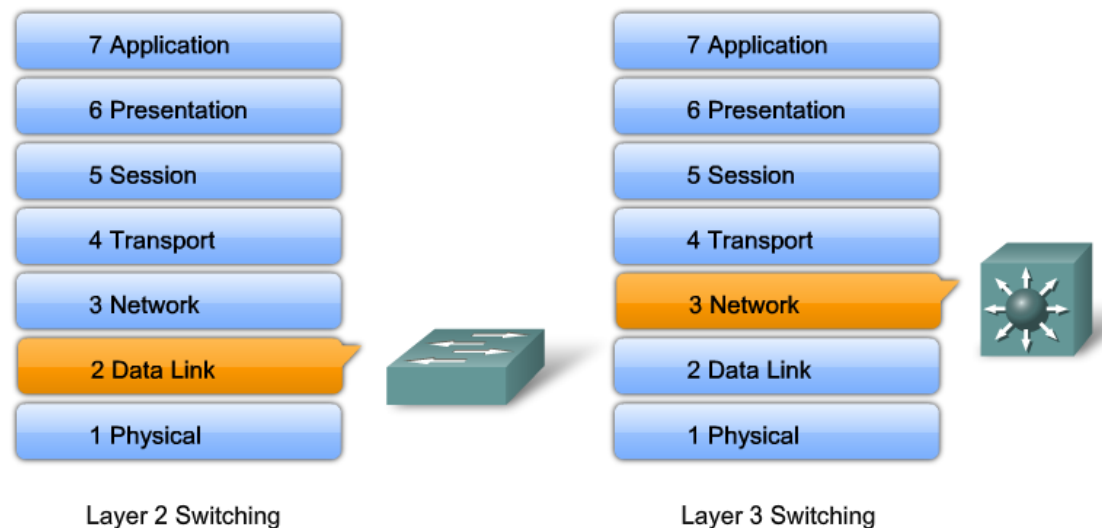 7 Application
6 Presentation
5 Session
4 Transport
3 Network
2 Data Link
1 Physical
Layer 2 Switching
7 Application
6 Presentation
5 Session
4 Transport
3 Network
2 Data Link
1 Physical
Layer 3 Switching